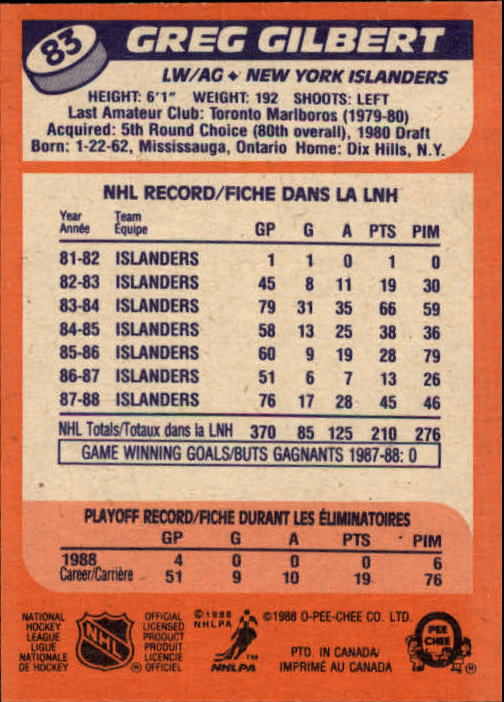 83
GREG GILBERT
LW/AG ♦ NEW YORK ISLANDERS
HEIGHT: 6'1" WEIGHT: 192 SHOOTS: LEFT
Last Amateur Club: Toronto Marlboros (1979-80)
Acquired: 5th Round Choice (80th overall), 1980 Draft
Born: 1-22-62, Mississauga, Ontario Home: Dix Hills, N.Y.
NHL RECORD/FICHE DANS LA LNH
Year Team
Année Équipe GP G A PTS PIM
81-82 ISLANDERS 1 1 0 1 0
82-83 ISLANDERS 45 8 11 19 30
83-84 ISLANDERS 79 31 35 66 59
84-85 ISLANDERS 58 13 25 38 36
85-86 ISLANDERS 60 9 19 28 79
86-87 ISLANDERS 51 6 7 13 26
87-88 ISLANDERS 76 17 28 45 46
NHL Totals/Totaux dans la LNH 370 85 125 210 276
GAME WINNING GOALS/BUTS GAGNANTS 1987-88: 0
PLAYOFF RECORD/FICHE DURANT LES ÉLIMINATOIRES
GP G A PTS PIM
1988 4 0 0 0 6
Career/Carrière 51 9 10 19 76
NATIONAL
HOCKEY
LEAGUE
LIGUE
NATIONALE
DE HOCKEY
NHL
®
OFFICIAL
LICENSED
PRODUCT
PRODUIT
LICENCIÉ
OFFICIEL
©1988
NHLPA
NHLPA
TM
©1988 O-PEE-CHEE CO. LTD.
PTD. IN CANADA/
IMPRIMÉ AU CANADA
PEE
CHEE